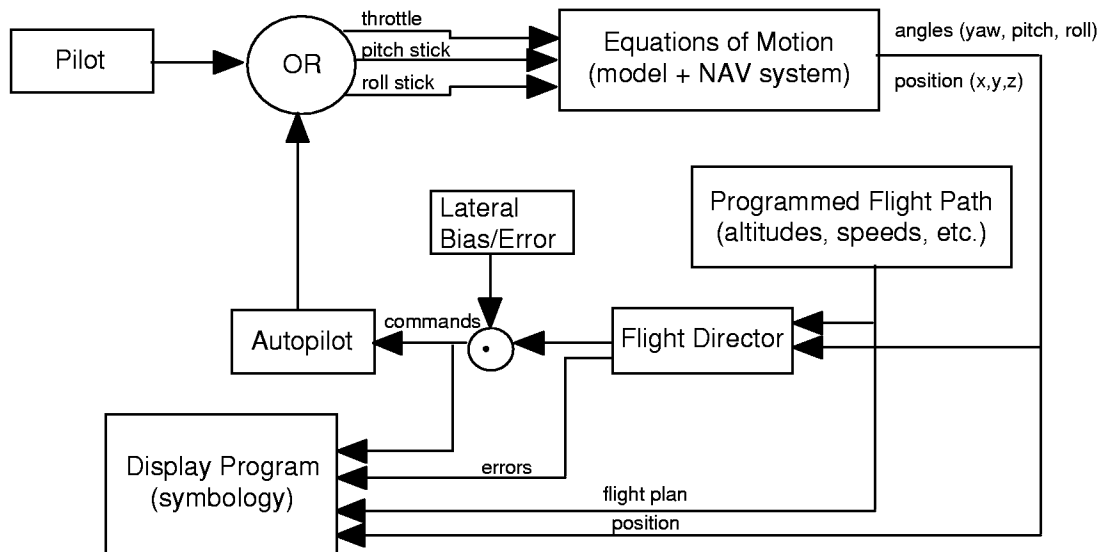 throttle
Pilot
OR
pitch stick
roll stick
Equations of Motion
(model + NAV system)
angles (yaw, pitch, roll)
position (x,y,z)
Lateral
Bias/Error
Programmed Flight Path
(altitudes, speeds, etc.)
Autopilot
commands
Flight Director
Display Program
(symbology)
errors
flight plan
position